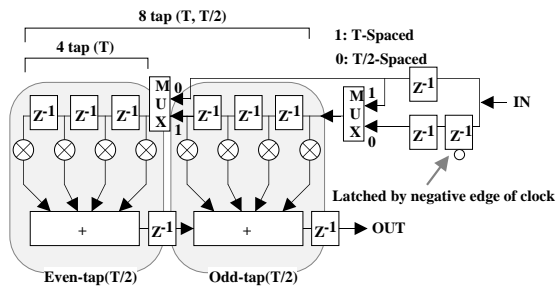 8 tap (T, T/2)
4 tap (T)
1: T-Spaced
0: T/2-Spaced
Z-1 Z-1 Z-1
MUX
0
1
Z-1 Z-1 Z-1
MUX
1
0
Z-1
Z-1 Z-1
IN
Latched by negative edge of clock
+
Z-1
+
Z-1
OUT
Even-tap(T/2)
Odd-tap(T/2)